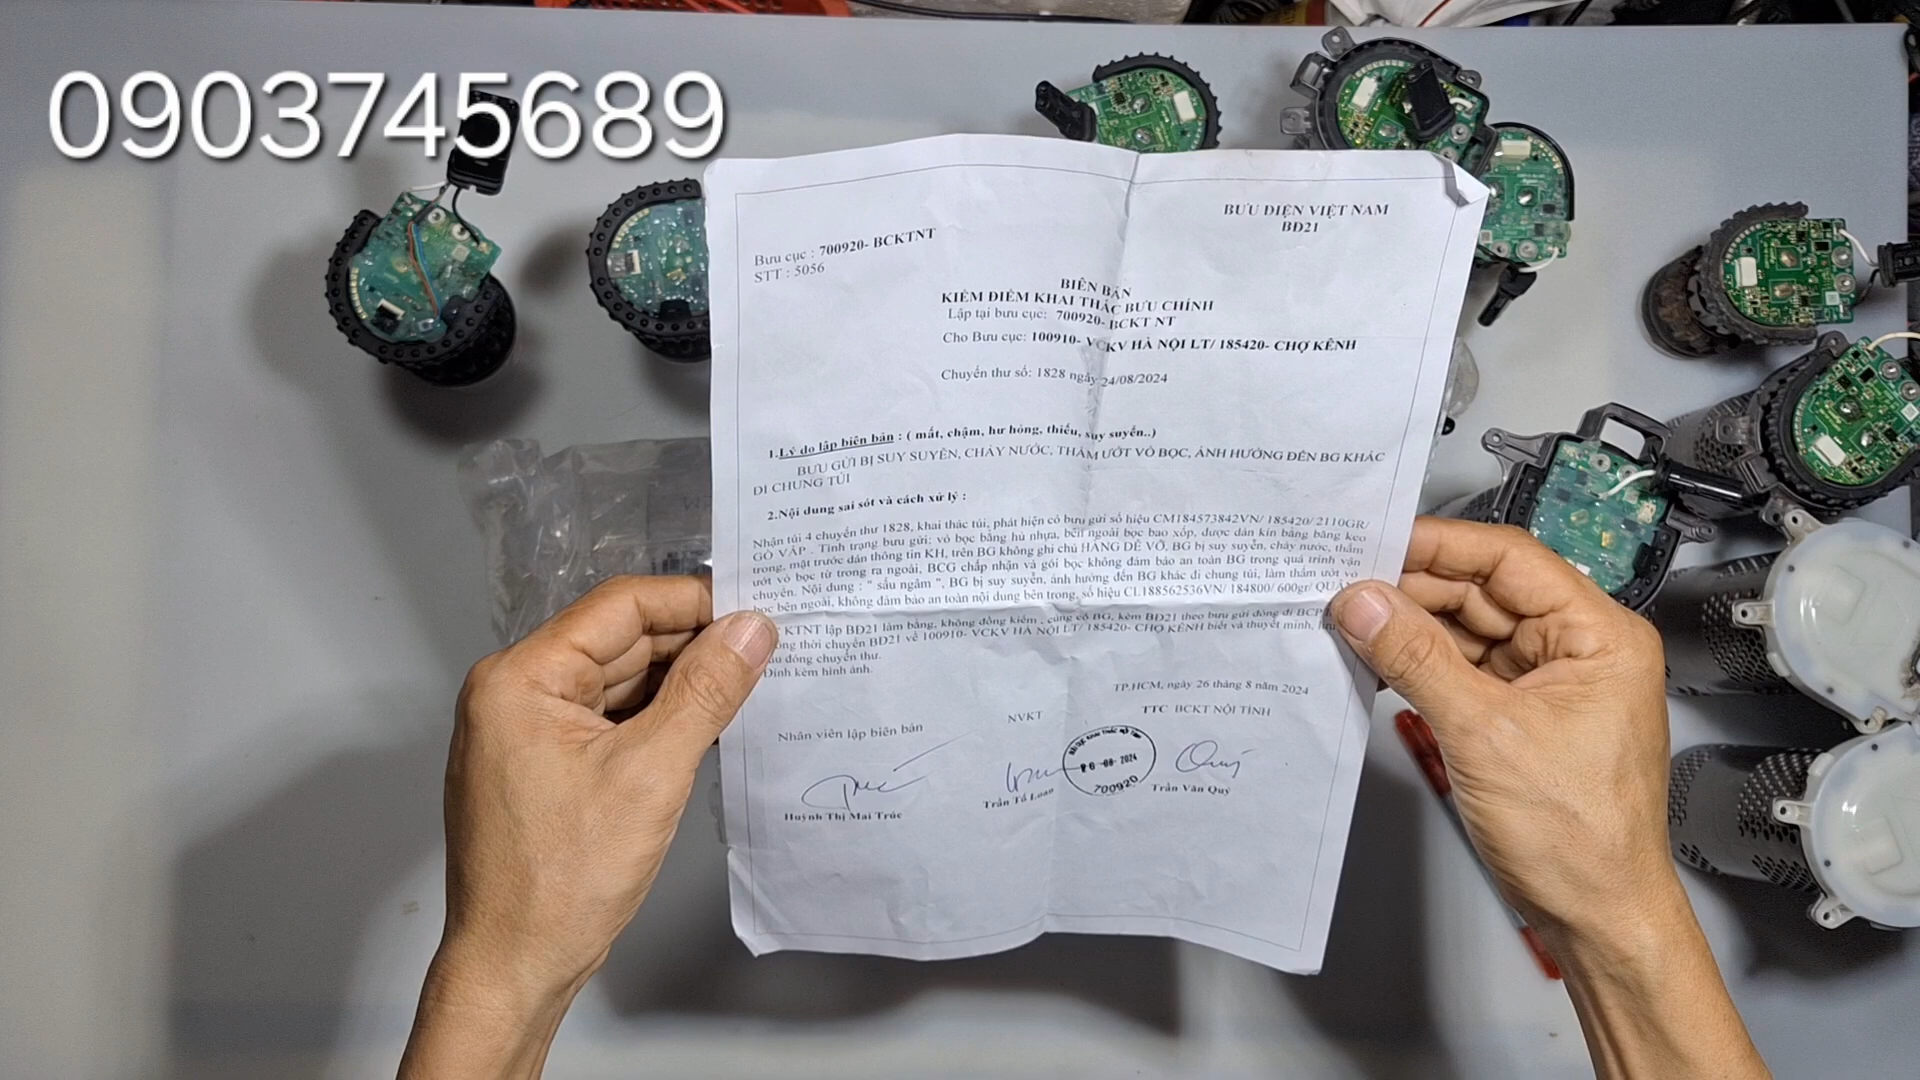 0903745689
BƯU ĐIỆN VIỆT NAM
BĐ21
Bưu cục : 700920- BCKTNT
STT : 5056
BIÊN BẢN
KIỂM ĐIỂM KHAI THÁC BƯU CHÍNH
Lập tại bưu cục: 700920- BCKT NT
Cho Bưu cục: 100910- VCKV HÀ NỘI LT/ 185420- CHỢ KÊNH
Chuyến thư số: 1828 ngày 24/08/2024
1.Lý do lập biên bản : ( mất, chậm, hư hỏng, thiếu, suy suyển..)
BƯU GỬI BỊ SUY SUYỂN, CHẢY NƯỚC, THẤM ƯỚT VỎ BỌC, ẢNH HƯỞNG ĐẾN BG KHÁC
ĐI CHUNG TÚI
2.Nội dung sai sót và cách xử lý :
Nhận túi 4 chuyến thư 1828, khai thác túi, phát hiện có bưu gửi số hiệu CM184573842VN/ 185420/ 2110GR/
GÒ VẤP - Tình trạng bưu gửi: vỏ bọc bằng hủ nhựa, bên ngoài bọc bao xốp, được dán kín bằng băng keo
trong, mặt trước dán thông tin KH, trên BG không ghi chú HÀNG DỄ VỠ, BG bị suy suyển, chảy nước, thấm
ướt vỏ bọc từ trong ra ngoài, BCG chấp nhận và gói bọc không đảm bảo an toàn BG trong quá trình vận
chuyển. Nội dung : " sấu ngâm ", BG bị suy suyển, ảnh hưởng đến BG khác đi chung túi, làm thấm ướt vỏ
bọc bên ngoài, không đảm bảo an toàn nội dung bên trong, số hiệu CL188562536VN/ 184800/ 600gr/
KTNT lập BĐ21 làm bằng, không đồng kiểm , cùng cố BG, kèm BĐ21 theo bưu gửi đóng đi BCP
chuyển BĐ21 về 100910- VCKV HÀ NỘI LT/ 185420- CHỢ KÊNH biết và thuyết minh,
đóng chuyến thư.
Đính kèm hình ảnh.
TP.HCM, ngày 26 tháng 8 năm 2024
Nhân viên lập biên bản NVKT TTC BCKT NỘI TỈNH
26-08-2024
700920
Huỳnh Thị Mai Trúc Trần Tố Loan Trần Văn Quý